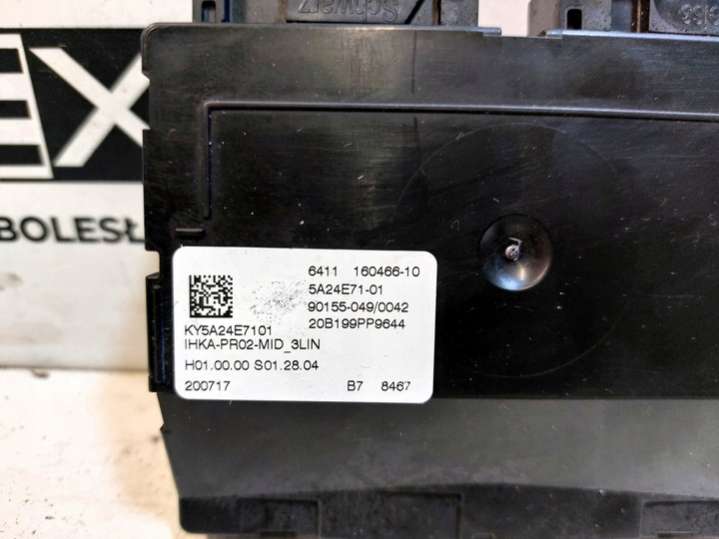 Schwarz
EX
BOLESŁ
6411 160466-10
5A24E71-01
90155-049/0042
20B199PP9644
KY5A24E7101
IHKA-PR02-MID_3LIN
H01.00.00 S01.28.04
200717 B7 8467